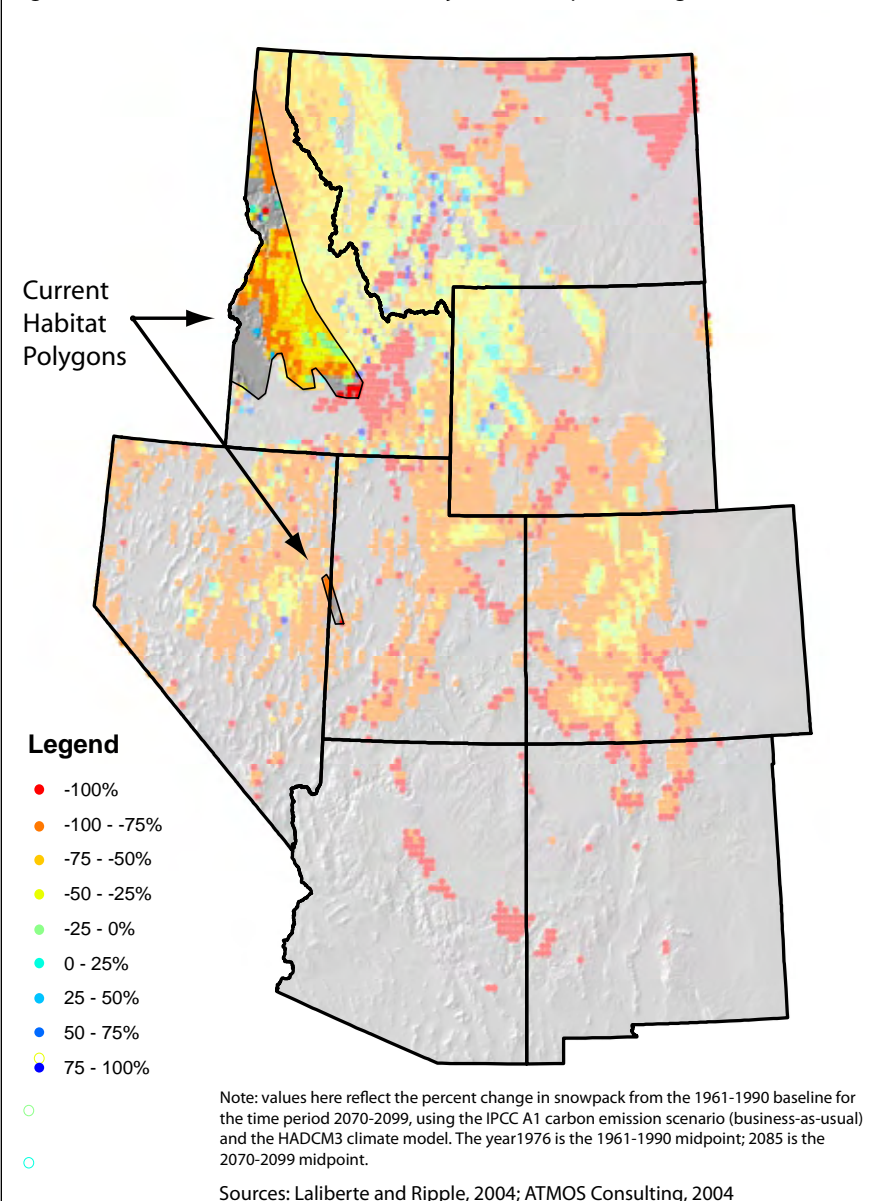 Current
Habitat
Polygons
Legend
-100%
-100 - -75%
-75 - -50%
-50 - -25%
-25 - 0%
0 - 25%
25 - 50%
50 - 75%
75 - 100%
Note: values here reflect the percent change in snowpack from the 1961-1990 baseline for
the time period 2070-2099, using the IPCC A1 carbon emission scenario (business-as-usual)
and the HADCM3 climate model. The year1976 is the 1961-1990 midpoint; 2085 is the
2070-2099 midpoint.
Sources: Laliberte and Ripple, 2004; ATMOS Consulting, 2004